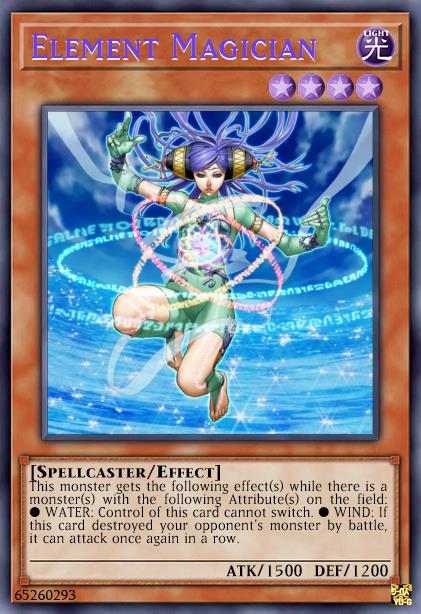 ELEMENT MAGICIAN
LIGHT
光
[SPELLCASTER/EFFECT]
This monster gets the following effect(s) while there is a
monster(s) with the following Attribute(s) on the field:
● WATER: Control of this card cannot switch. ● WIND: If
this card destroyed your opponent's monster by battle,
it can attack once again in a row.
ATK/1500 DEF/1200
65260293